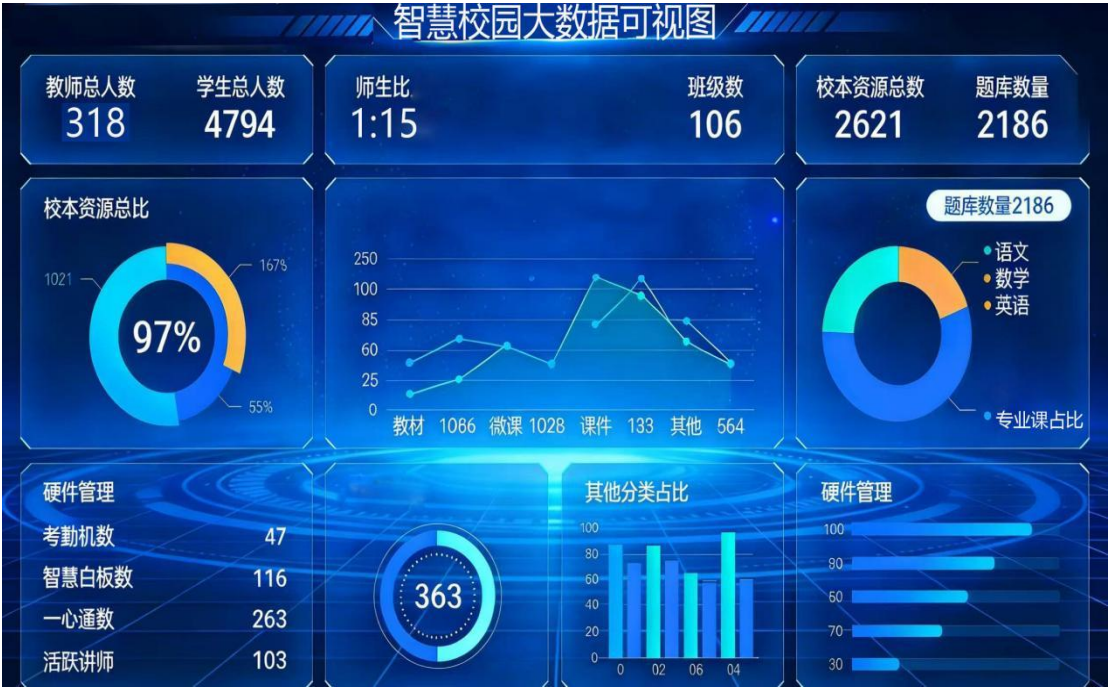 智慧校园大数据可视图
教师总人数 学生总人数
318 4794
师生比 班级数
1:15 106
校本资源总数 题库数量
2621 2186
校本资源总比
1021
167%
97%
55%
250
100
85
60
25
0
教材 1066 微课 1028 课件 133 其他 564
题库数量2186
语文
数学
英语
专业课占比
硬件管理
考勤机数 47
智慧白板数 116
一心通数 263
活跃讲师 103
363
其他分类占比
100
80
60
40
20
0
0 02 06 04
硬件管理
100
90
60
70
30